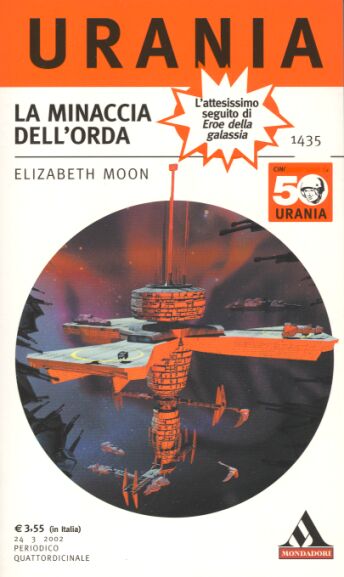 URANIA
LA MINACCIA
DELL'ORDA
L'attesissimo
seguito di
Eroe della
galassia
1435
ELIZABETH MOON
50
URANIA
€ 3,55 (in Italia)
24 3 2002
PERIODICO
QUATTORDICINALE
MONDADORI